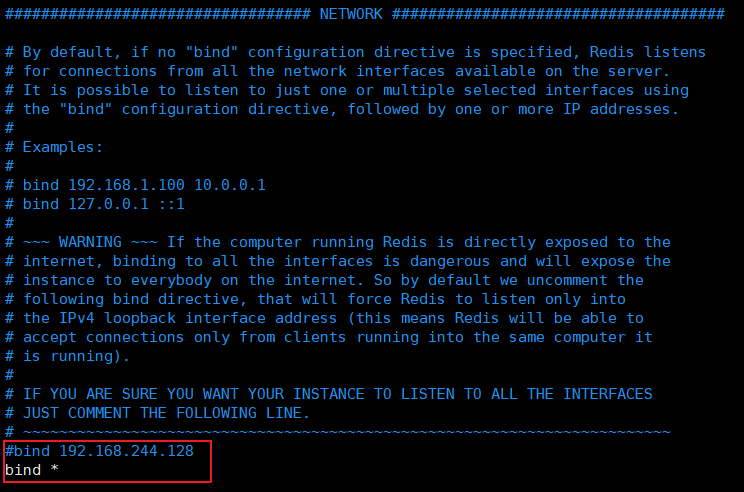 ################################## NETWORK #####################################

# By default, if no "bind" configuration directive is specified, Redis listens
# for connections from all the network interfaces available on the server.
# It is possible to listen to just one or multiple selected interfaces using
# the "bind" configuration directive, followed by one or more IP addresses.
#
# Examples:
#
# bind 192.168.1.100 10.0.0.1
# bind 127.0.0.1 ::1
#
# ~~~ WARNING ~~~ If the computer running Redis is directly exposed to the
# internet, binding to all the interfaces is dangerous and will expose the
# instance to everybody on the internet. So by default we uncomment the
# following bind directive, that will force Redis to listen only into
# the IPv4 loopback interface address (this means Redis will be able to
# accept connections only from clients running into the same computer it
# is running).
#
# IF YOU ARE SURE YOU WANT YOUR INSTANCE TO LISTEN TO ALL THE INTERFACES
# JUST COMMENT THE FOLLOWING LINE.
# ~~~~~~~~~~~~~~~~~~~~~~~~~~~~~~~~~~~~~~~~~~~~~~~~~~~~~~~~~~~~~~~~~~~~~~~~
#bind 192.168.244.128
bind *